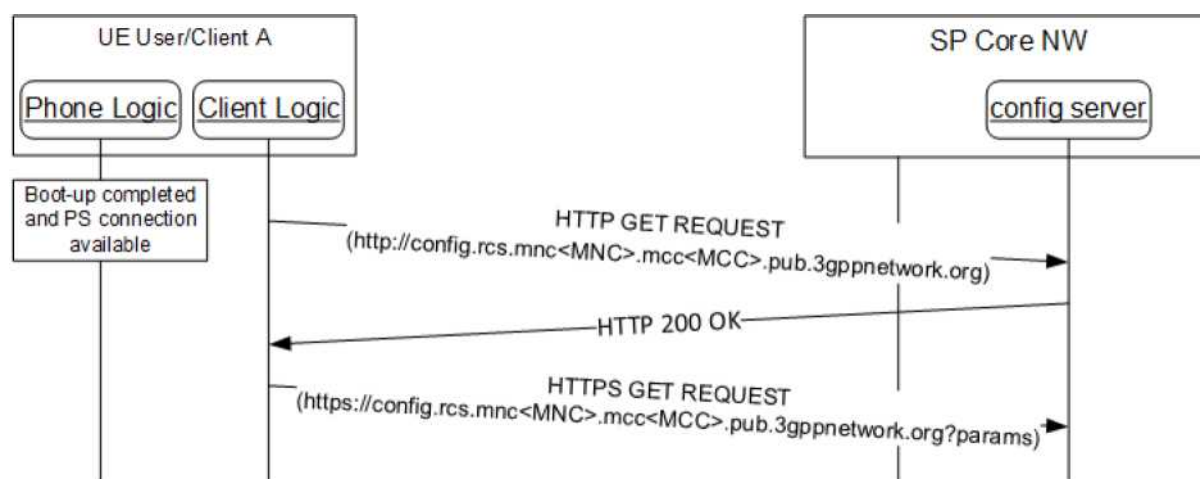 UE User/Client A
SP Core NW
Phone Logic
Client Logic
config server
Boot-up completed
and PS connection
available
HTTP GET REQUEST
(http://config.rcs.mnc<MNC>.mcc<MCC>.pub.3gppnetwork.org)
HTTP 200 OK
HTTPS GET REQUEST
(https://config.rcs.mnc<MNC>.mcc<MCC>.pub.3gppnetwork.org?params)